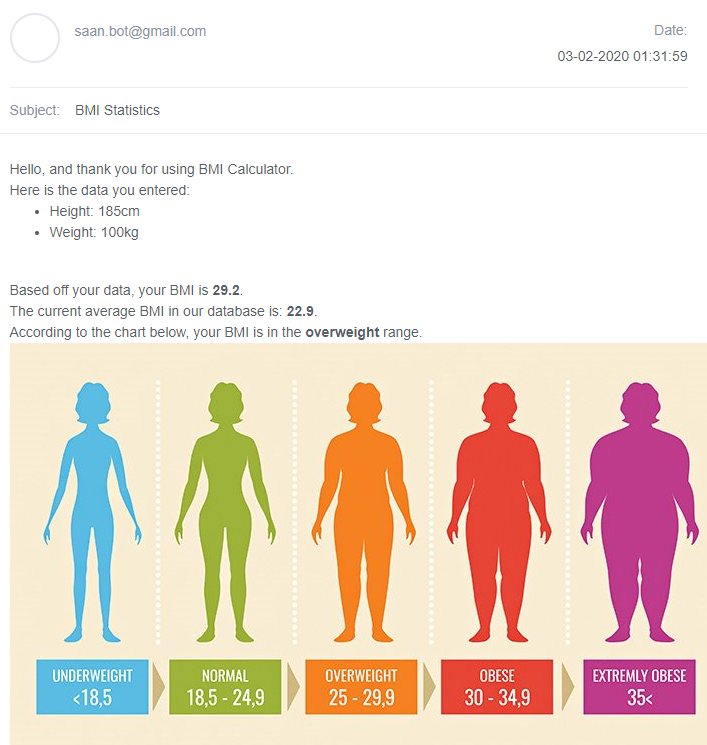 saan.bot@gmail.com
Date:
03-02-2020 01:31:59
Subject: BMI Statistics
Hello, and thank you for using BMI Calculator.
Here is the data you entered:
• Height: 185cm
• Weight: 100kg
Based off your data, your BMI is 29.2.
The current average BMI in our database is: 22.9.
According to the chart below, your BMI is in the overweight range.
UNDERWEIGHT
<18,5
NORMAL
18,5 - 24,9
OVERWEIGHT
25 - 29,9
OBESE
30 - 34,9
EXTREMLY OBESE
35<